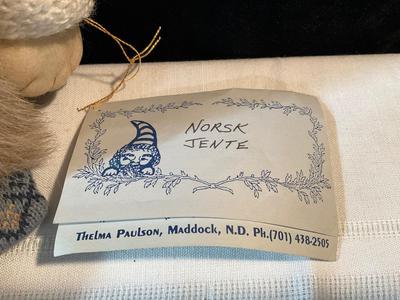 NORSK
JENTE
Thelma Paulson, Maddock, N.D. Ph.(701) 438-2505